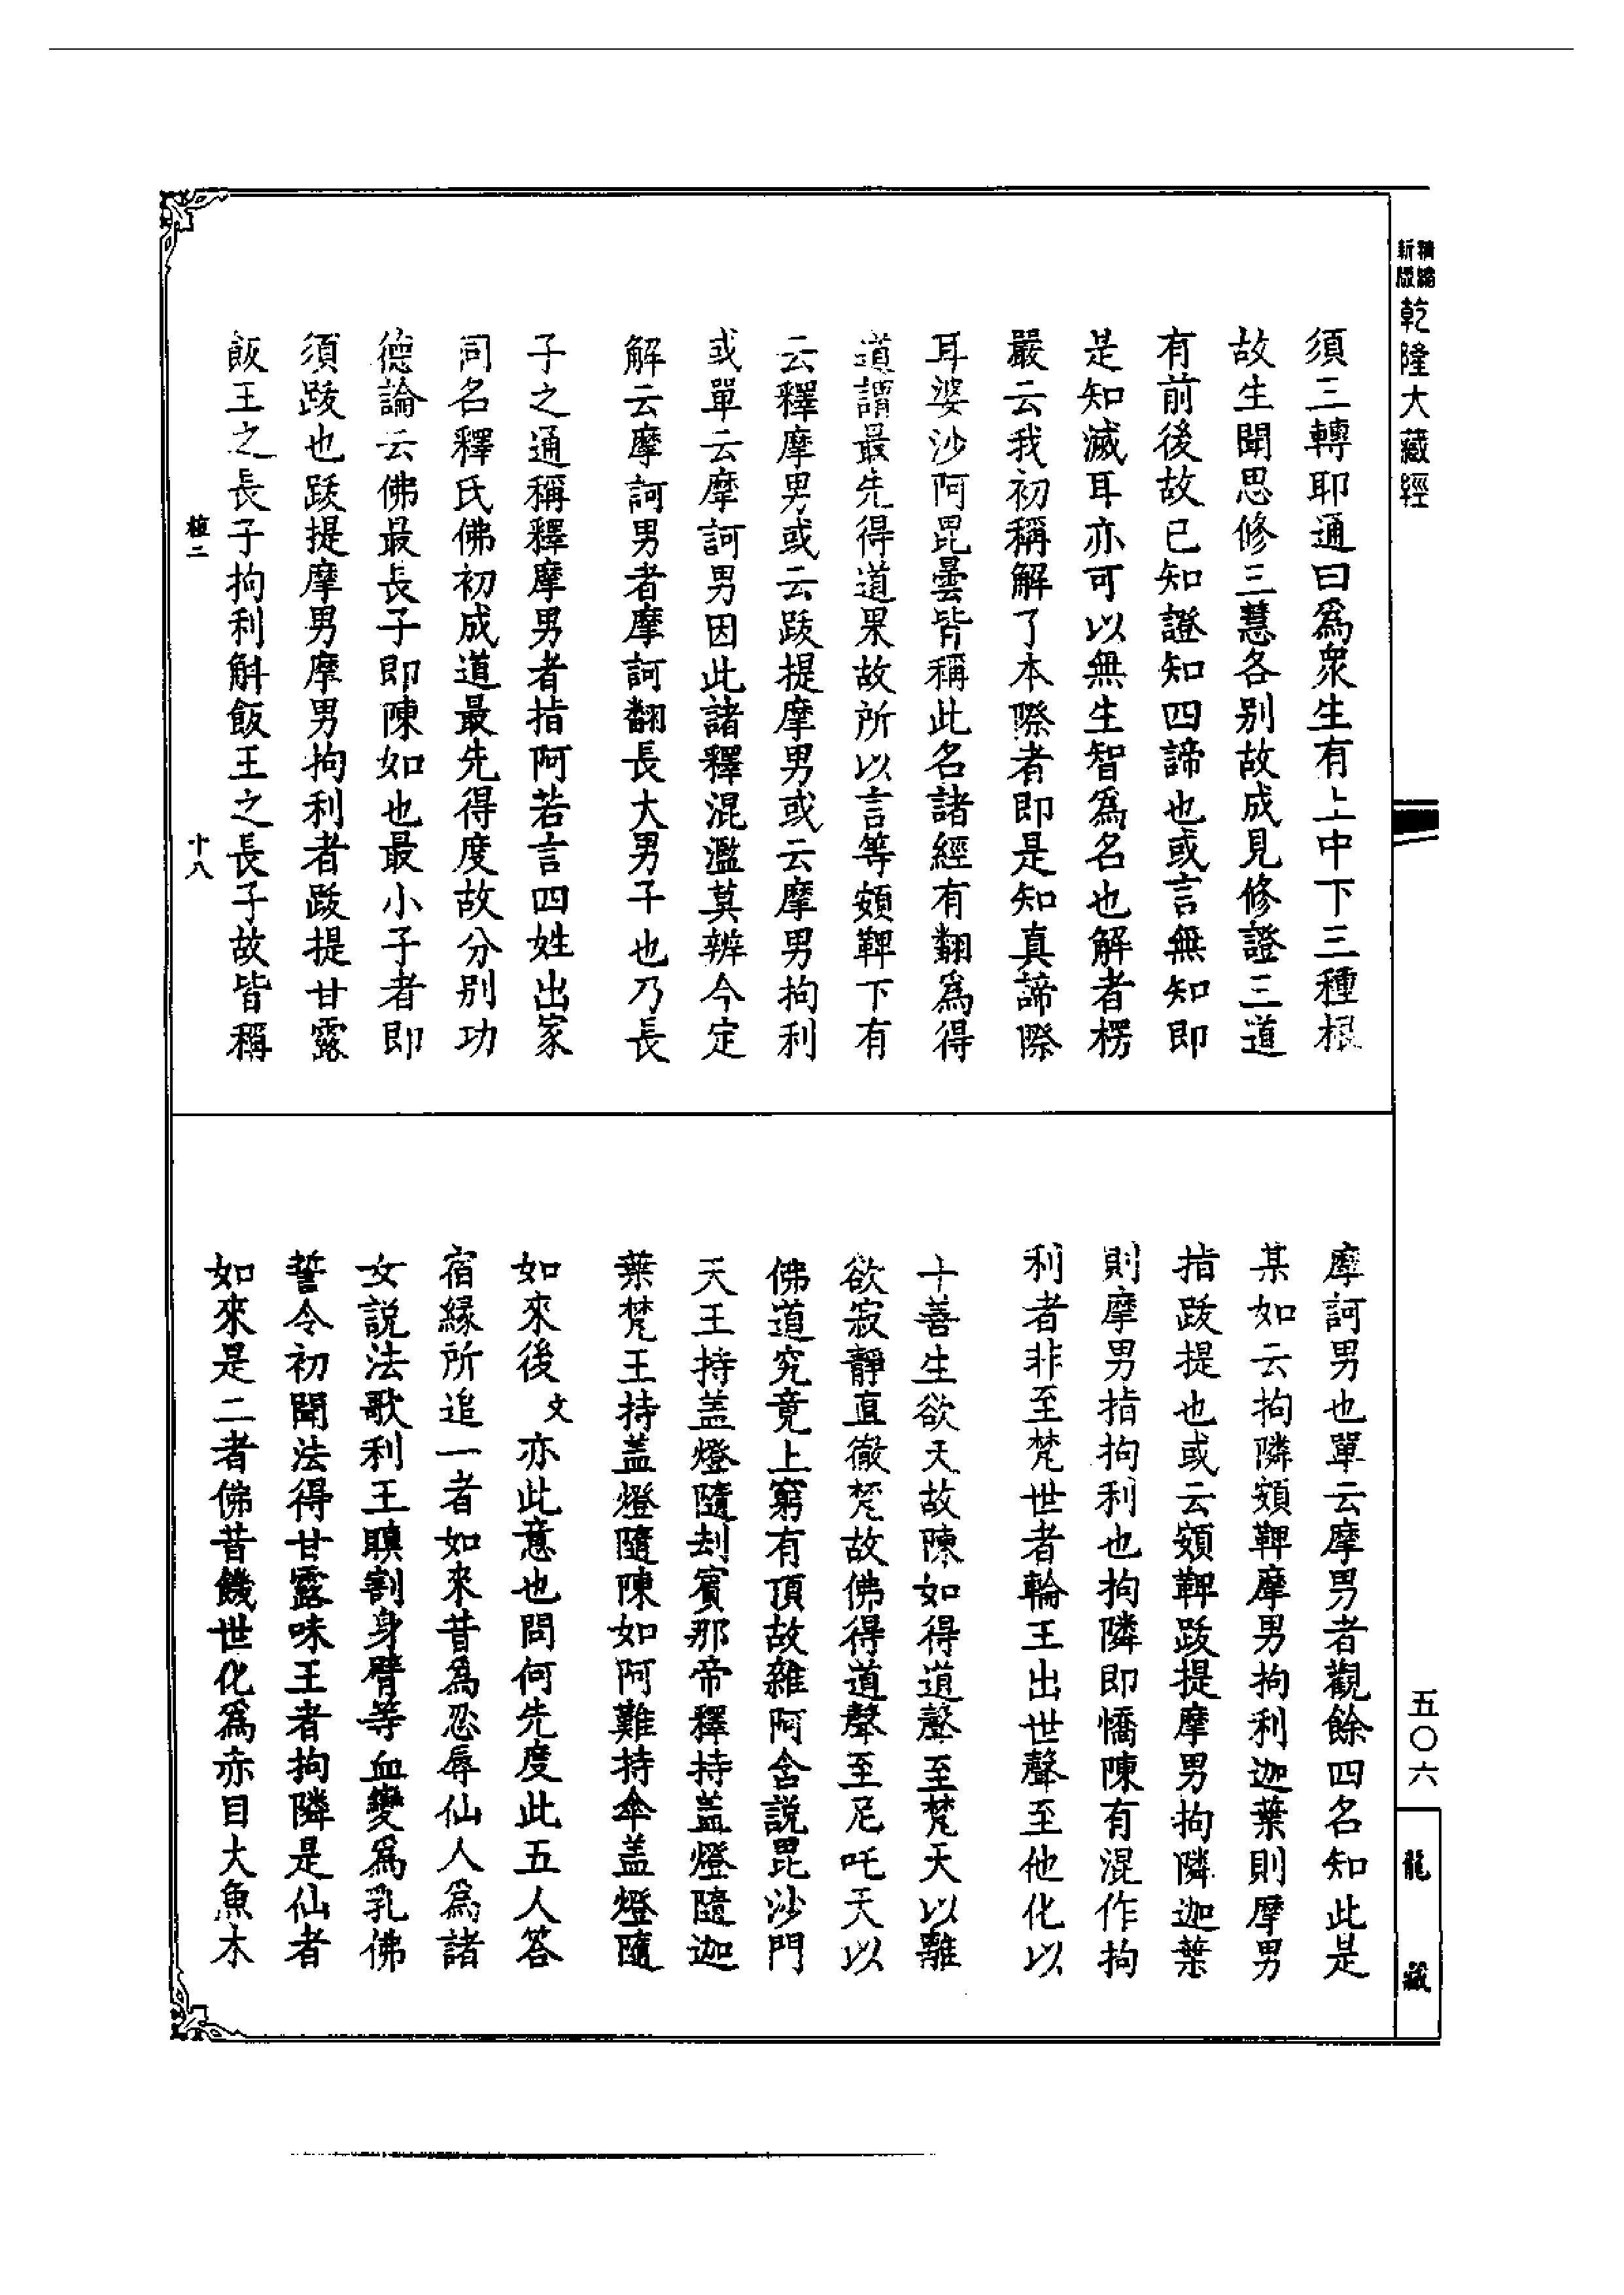 精縮
新版
乾隆大藏經
須三轉耶通曰爲衆生有上中下三種根
故生聞思修三慧各別故成見修證三道
有前後故已知證知四諦也或言無知即
是知滅耳亦可以無生智爲名也解者楞
嚴云我初稱解了本際者即是知真諦際
耳婆沙阿毘曇皆稱此名諸經有翻爲得
道謂最先得道果故所以言等頞鞞下有
云釋摩男或云跋提摩男或云摩男拘利
或單云摩訶男因此諸釋混濫莫辨今定
解云摩訶男者摩訶翻長大男子也乃長
子之通稱釋摩男者指阿若言四姓出家
同名釋氏佛初成道最先得度故分別功
德論云佛最長子即陳如也最小子者即
須跋也跋提摩男摩男拘利者跋提甘露
飯王之長子拘利斛飯王之長子故皆稱
植二
十八
摩訶男也單云摩男者觀餘四名知此是
某如云拘隣頞鞞摩男拘利迦葉則摩男
指跋提也或云頞鞞跋提摩男拘隣迦葉
則摩男指拘利也拘隣即憍陳有混作拘
利者非至梵世者輪王出世聲至他化以
十善生欲天故陳如得道聲至梵天以離
欲寂靜直徹梵故佛得道聲至尼吒天以
佛道究竟上窮有頂故雜阿含說毘沙門
天王持蓋燈隨刦賓那帝釋持蓋燈隨迦
葉梵王持蓋燈隨陳如阿難持傘蓋燈隨
如來後文亦此意也問何先度此五人答
宿緣所追一者如來昔爲忍辱仙人爲諸
女說法歌利王瞋割身臂等血變爲乳佛
誓令初聞法得甘露味王者拘隣是仙者
如來是二者佛昔饑世化爲赤目大魚木
五〇六
龍藏